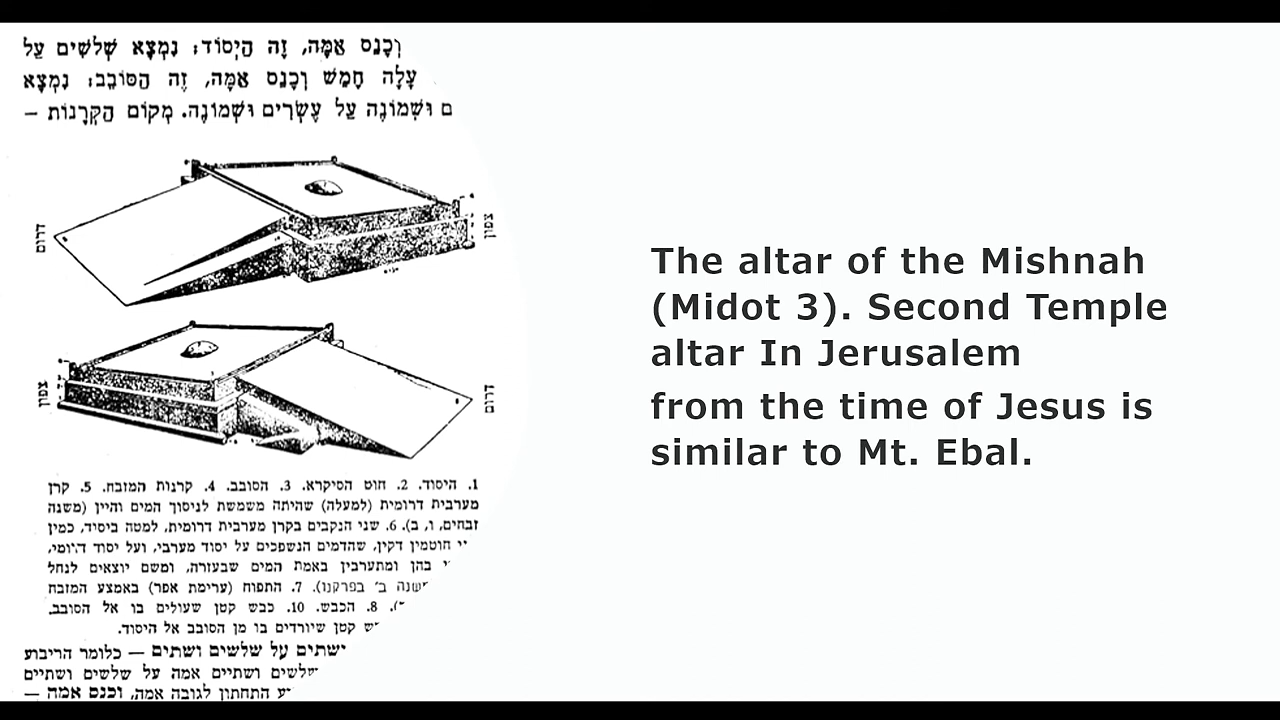 וְכָנַס אַמָּה, זֶה הַיְסוֹד; נִמְצָא שְׁלֹשִׁים עַל
עָלָה חָמֵשׁ וְכָנַס אַמָּה, זֶה הַסּוֹבֵב; נִמְצָא
ם וּשְׁמוֹנֶה עַל עֶשְׂרִים וּשְׁמוֹנֶה. מְקוֹם הַקְּרָנוֹת –
דרום
צפון
צפון
דרום
1. היסוד. 2. חוט הסיקרא. 3. הסובב. 4. קרנות המזבח. 5. קרן
מערבית דרומית (למעלה) שהיתה משמשת לניסוך המים והיין (משנה
זבחים, ו, ב). 6. שני הנקבים בקרן מערבית דרומית, למטה ביסוד, כמין
חוטמין דקין, שהדמים הנשפכים על יסוד מערבי, ועל יסוד דרומי,
בהן ומתערבין באמת המים שבעזרה, ומשם יוצאים לנחל
ב׳ בפרקנו). 7. התפוח (ערימת אפר) באמצע המזבח
8. הכבש. 10. כבש קטן שעולים בו אל הסובב.
קטן שיורדים בו מן הסובב אל היסוד.
שתים על שלשים ושתים – כלומר הריבוע
שלשים ושתיים אמה על שלשים ושתיים
התחתון לגובה אמה, וכנס אמה –
The altar of the Mishnah
(Midot 3). Second Temple
altar In Jerusalem
from the time of Jesus is
similar to Mt. Ebal.